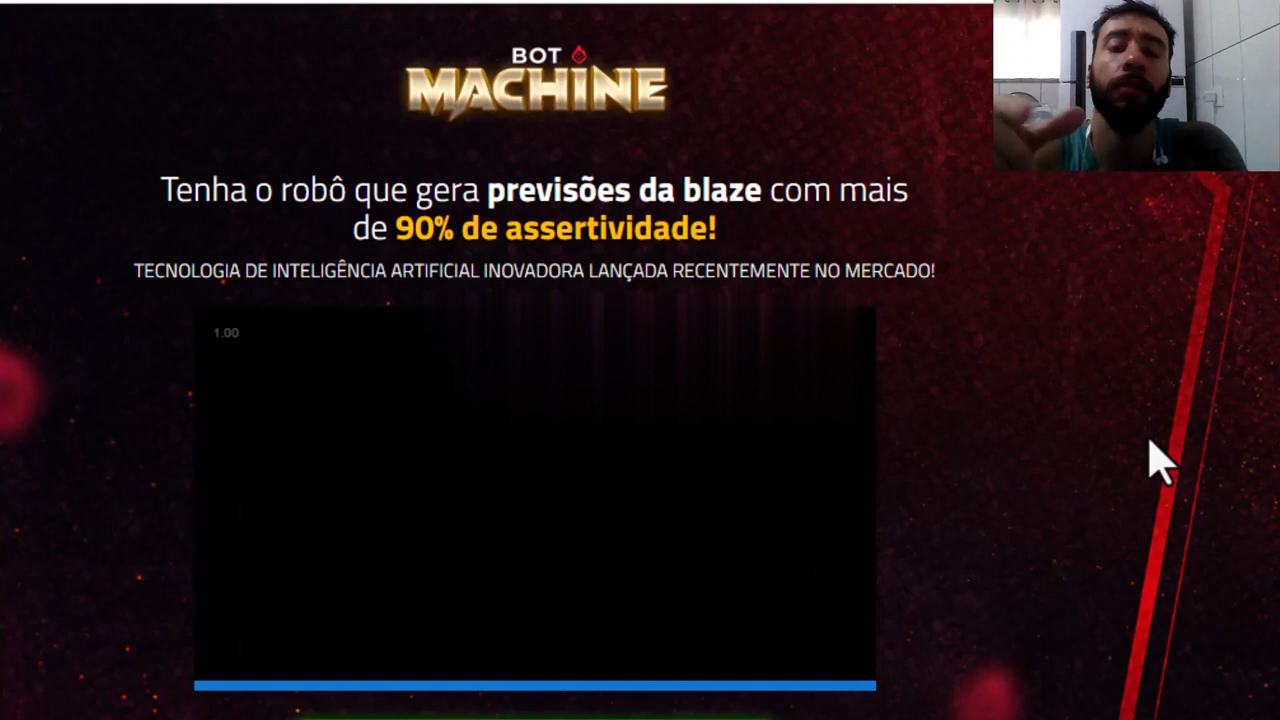 BOT
MACHINE
Tenha o robô que gera previsões da blaze com mais
de 90% de assertividade!
TECNOLOGIA DE INTELIGÊNCIA ARTIFICIAL INOVADORA LANÇADA RECENTEMENTE NO MERCADO!
1.00